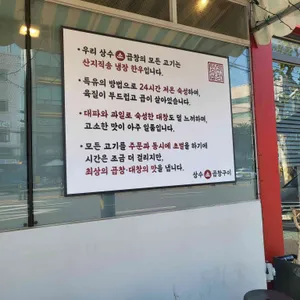 • 우리 상수소곱창의 모든 고기는
산지직송 냉장 한우입니다.
• 특유의 방법으로 24시간 저온 숙성하여,
육질이 부드럽고 곱이 살아있습니다.
• 대파와 과일로 숙성한 대창도 덜 느끼하며,
고소한 맛이 아주 일품입니다.
• 모든 고기를 주문과 동시에 초벌을 하기에
시간은 조금 더 걸리지만,
최상의 곱창·대창의 맛을 냅니다.
상수소곱창구이